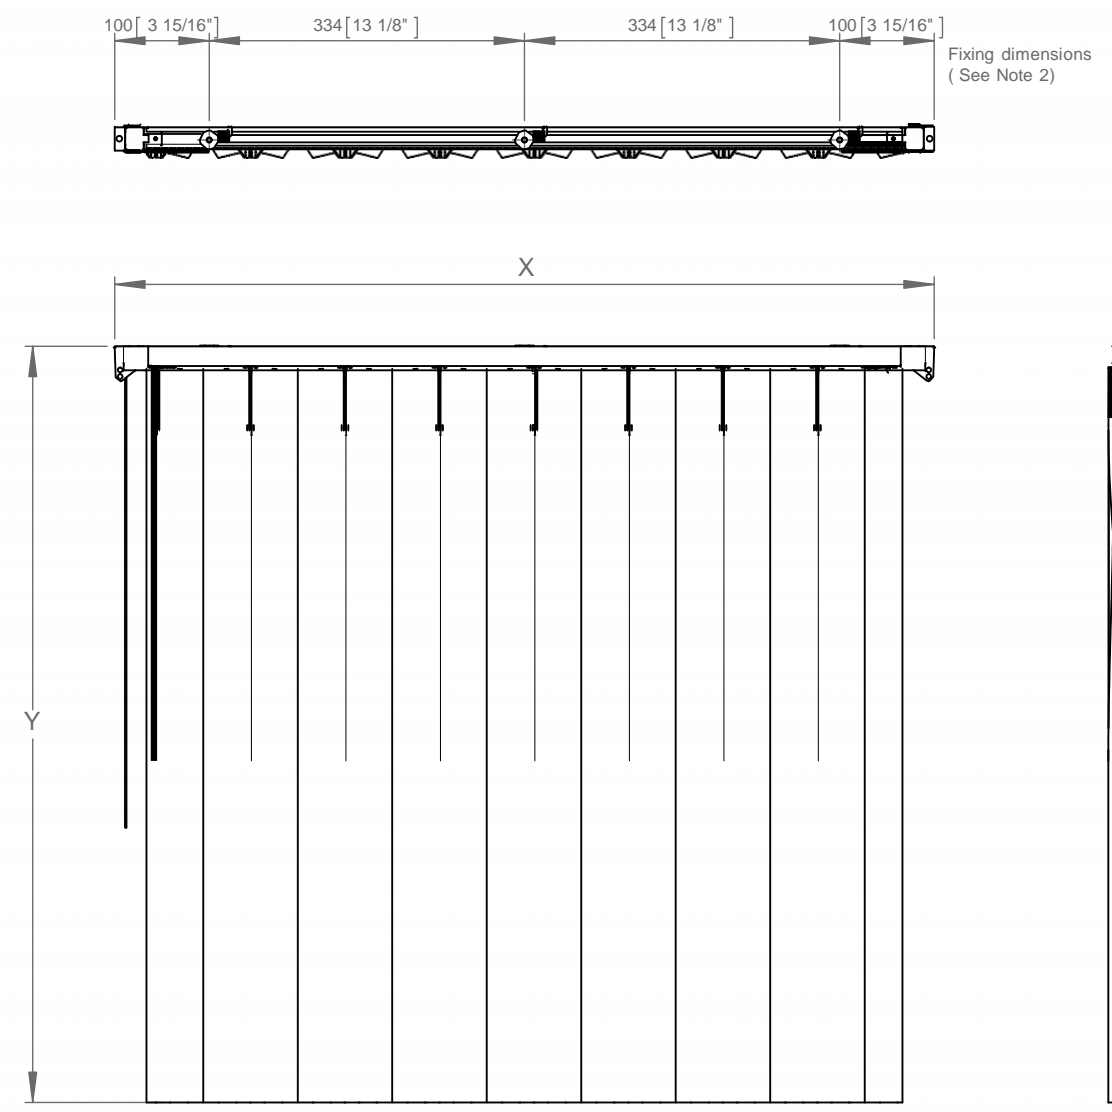 100[ 3 15/16" ]
334[13 1/8" ]
334[13 1/8" ]
100[3 15/16" ]
Fixing dimensions
( See Note 2)
X
Y